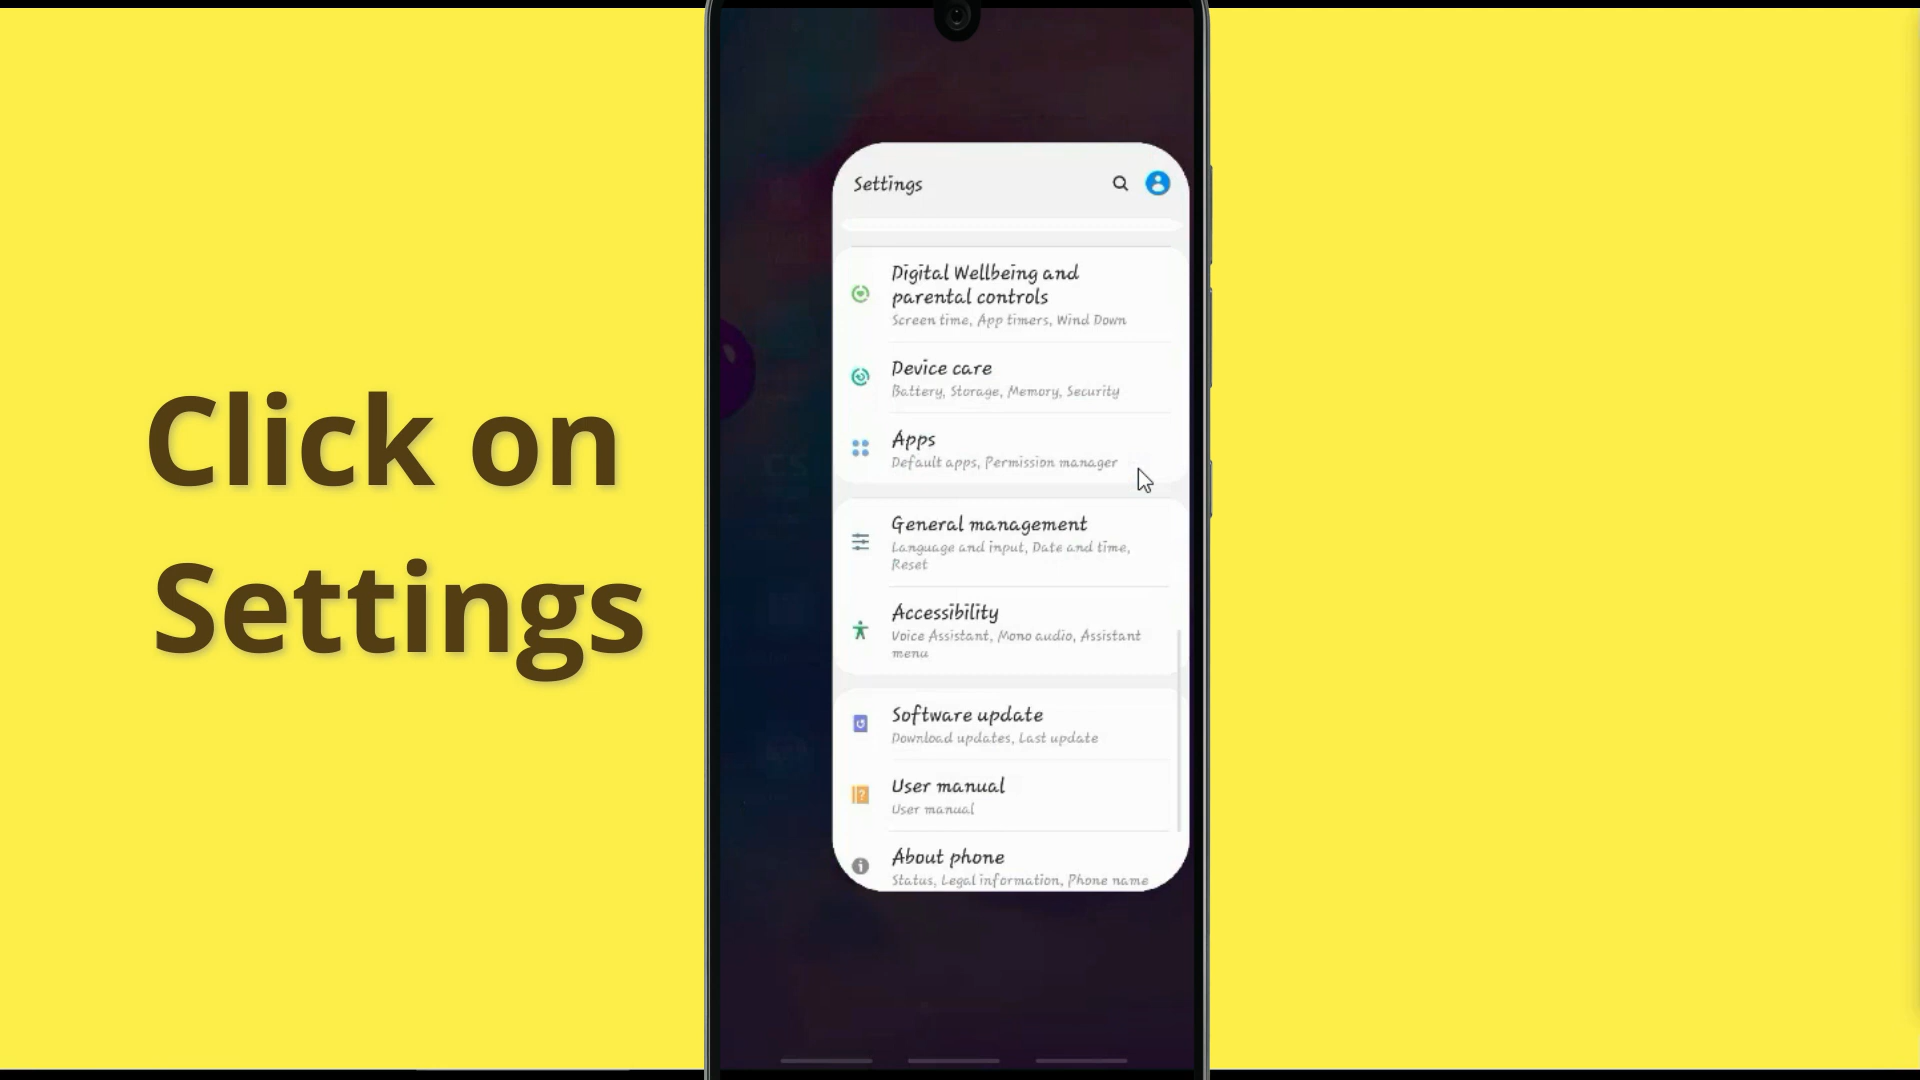 Click on
Settings
Settings
Digital Wellbeing and
parental controls
Screen time, App timers, Wind Down
Device care
Battery, Storage, Memory, Security
Apps
Default apps, Permission manager
General management
Language and input, Date and time,
Reset
Accessibility
Voice Assistant, Mono audio, Assistant
menu
Software update
Download updates, Last update
User manual
User manual
About phone
Status, Legal information, Phone name